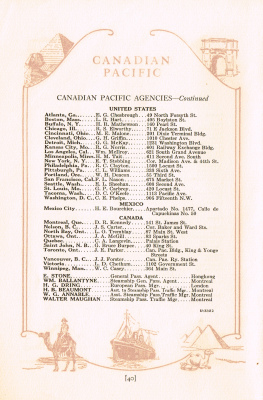 CANADIAN
PACIFIC
CANADIAN PACIFIC AGENCIES—Continued
UNITED STATES
Atlanta, Ga. E. G. Chesbrough 49 North Forsyth St.
Boston, Mass. L. R. Hart 405 Boylston St.
Buffalo, N. Y. H. R. Mathewson 160 Pearl St.
Chicago, Ill. R. S. Elworthy 71 E Jackson Blvd.
Cincinnati, Ohio M. E. Malone 201 Dixie Terminal Bldg.
Cleveland, Ohio G. H. Griffin 1010 Chester Ave.
Detroit, Mich. G. G. McKay 1231 Washington Blvd.
Kansas City, Mo. R. G. Norris 601 Railway Exchange Bldg.
Los Angeles, Cal. Wm. McIlroy 621 South Grand Avenue
Minneapolis, Minn. H. M. Tait 611 Second Ave. South
New York, N. Y. E. T. Stebbing Cor. Madison Ave. & 44th St.
Philadelphia, Pa. R. C. Clayton 1500 Locust St.
Pittsburgh, Pa. C. L. Williams 338 Sixth Ave.
Portland, Ore. W. H. Deacon 55 Third St.
San Francisco, Cal. F. L. Nason 675 Market St.
Seattle, Wash. E. L. Sheehan 608 Second Ave.
St. Louis, Mo. G. P. Carbrey 420 Locust St.
Tacoma, Wash. D. C. O'Keefe 1113 Pacific Ave.
Washington, D. C. C. E. Phelps 905 Fifteenth N.W.
MEXICO
Mexico City H. Schreibler Apartado No. 1477, Calle de
Capuchinas No. 59
CANADA
Montreal, Que. D. R. Kennedy 141 St. James St.
Nelson, B. C. J. S. Carter Cor. Baker and Ward Sts.
North Bay, Ont. L. O. Tremblay 87 Main St. West
Ottawa, Ont. J. A. McGill 83 Sparks St.
Quebec, Que. C. A. Langevin Palais Station
Saint John, N. B. G. Bruce Burpee 40 King St.
Toronto, Ont. J. E. Parker Can. Pac. Bldg., King & Yonge
Streets
Vancouver, B. C. J. J. Forster Can. Pac. Ry. Station
Victoria, B. C. L. D. Chetham 1102 Government St.
Winnipeg, Man. W. C. Casey 364 Main St.
E. STONE General Pass. Agent Hongkong
WM. BALLANTYNE Steamship Gen. Pass. Agent Montreal
H. G. DRING European Pass. Mgr. London
H. B. BEAUMONT Asst. to Steamship Pass. Traffic Mgr. Montreal
W. G. ANNABLE Asst. Steamship Pass. Traffic Mgr. Montreal
WALTER MAUGHAN Steamship Pass. Traffic Mgr. Montreal
[40]